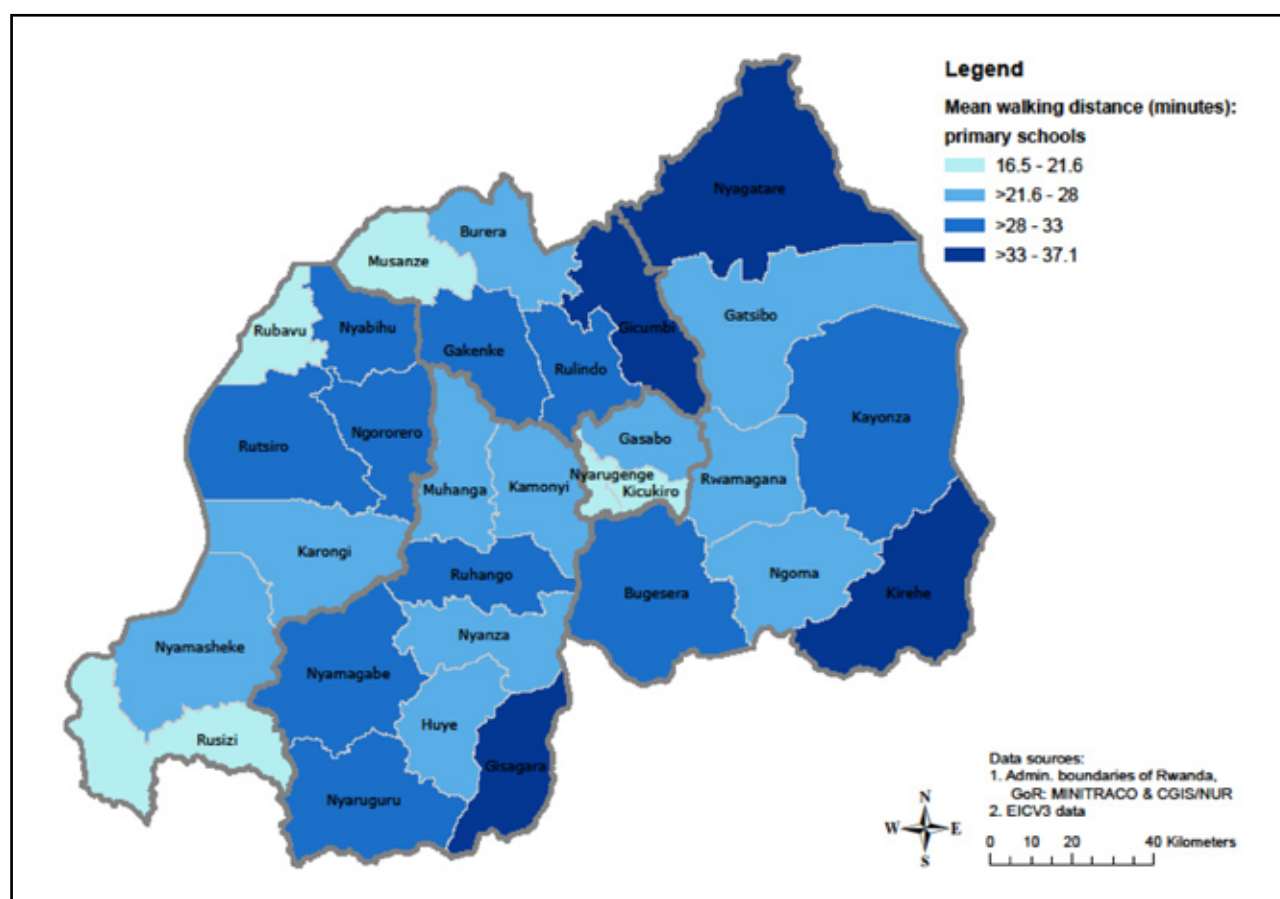 Legend
Mean walking distance (minutes):
primary schools
16.5 - 21.6
>21.6 - 28
>28 - 33
>33 - 37.1
Nyagatare
Burera
Musanze
Gatsibo
Gicumbi
Rubavu
Nyabihu
Gakenke
Rulindo
Kayonza
Rutsiro
Ngororero
Gasabo
Nyarugenge
Rwamagana
Muhanga
Kamonyi
Kicukiro
Karongi
Ruhango
Ngoma
Bugesera
Kirehe
Nyanza
Nyamasheke
Nyamagabe
Huye
Rusizi
Gisagara
Nyaruguru
Data sources:
1. Admin. boundaries of Rwanda,
GoR: MINITRACO & CGIS/NUR
2. EICV3 data
N
W E
S
0 10 20 40 Kilometers